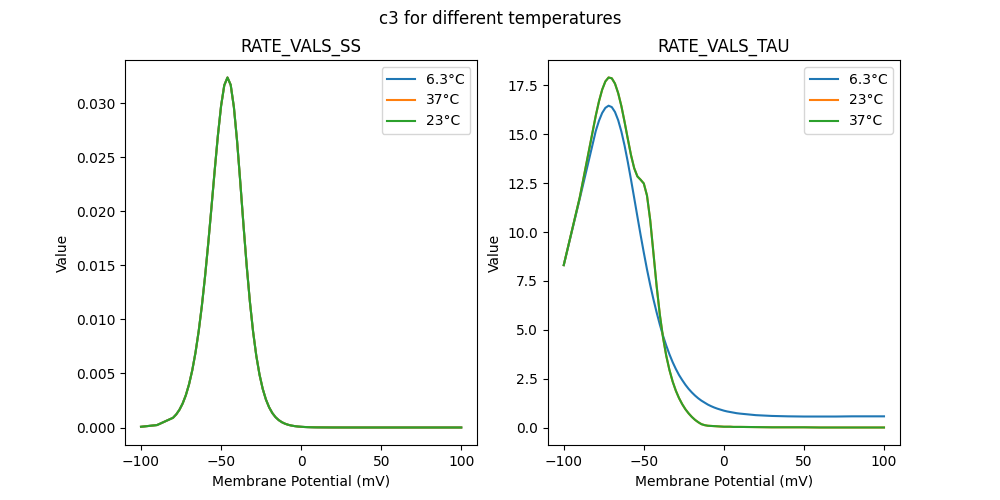 c3 for different temperatures
RATE_VALS_SS
0.030
0.025
0.020
0.015
0.010
0.005
0.000
Value
−100
−50
0
50
100
Membrane Potential (mV)
6.3°C
37°C
23°C
RATE_VALS_TAU
17.5
15.0
12.5
10.0
7.5
5.0
2.5
0.0
Value
−100
−50
0
50
100
Membrane Potential (mV)
6.3°C
23°C
37°C